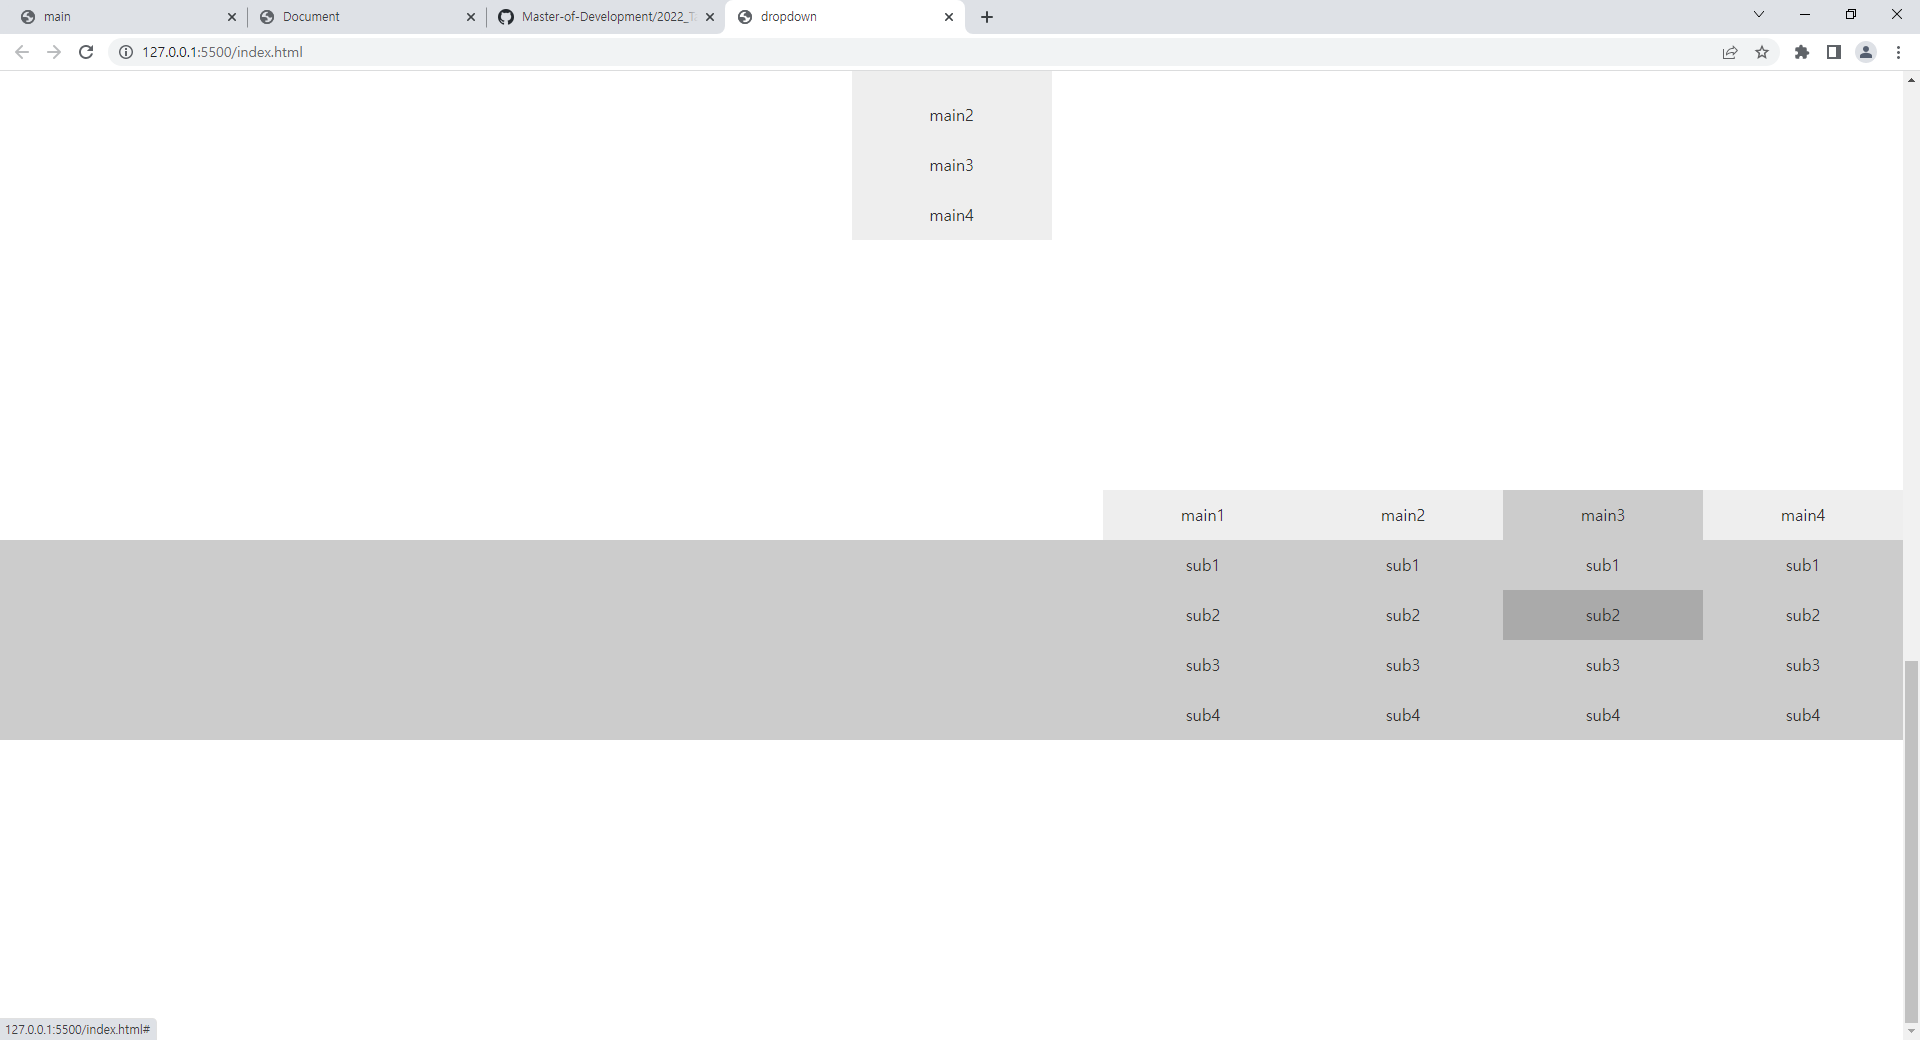 main
Document
Master-of-Development/2022_T
dropdown
127.0.0.1:5500/index.html
main2
main3
main4
main1 main2 main3 main4
sub1 sub1 sub1 sub1
sub2 sub2 sub2 sub2
sub3 sub3 sub3 sub3
sub4 sub4 sub4 sub4
127.0.0.1:5500/index.html#